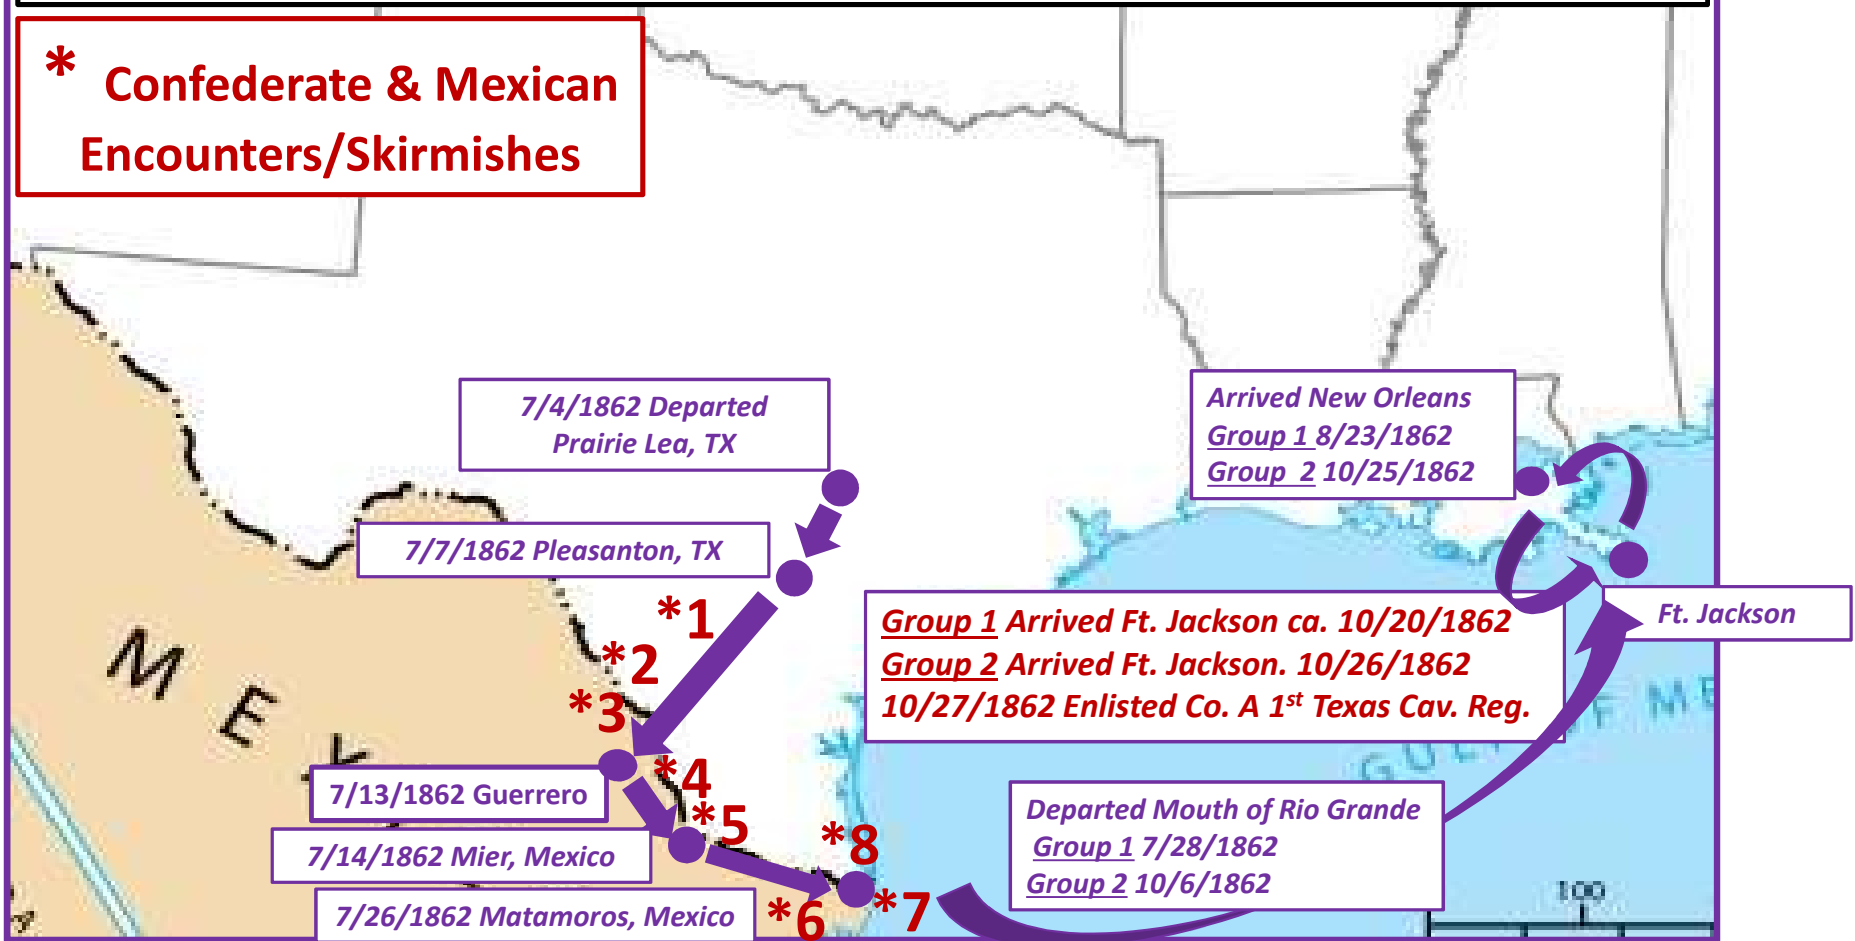 * Confederate & Mexican
Encounters/Skirmishes
7/4/1862 Departed
Prairie Lea, TX
Arrived New Orleans
Group 1 8/23/1862
Group 2 10/25/1862
7/7/1862 Pleasanton, TX
*1
*2
*3
Group 1 Arrived Ft. Jackson ca. 10/20/1862
Group 2 Arrived Ft. Jackson. 10/26/1862
10/27/1862 Enlisted Co. A 1st Texas Cav. Reg.
Ft. Jackson
M E
GUL F ME
*4
7/13/1862 Guerrero
*5
*8
7/14/1862 Mier, Mexico
Departed Mouth of Rio Grande
Group 1 7/28/1862
Group 2 10/6/1862
7/26/1862 Matamoros, Mexico
*6
*7
100